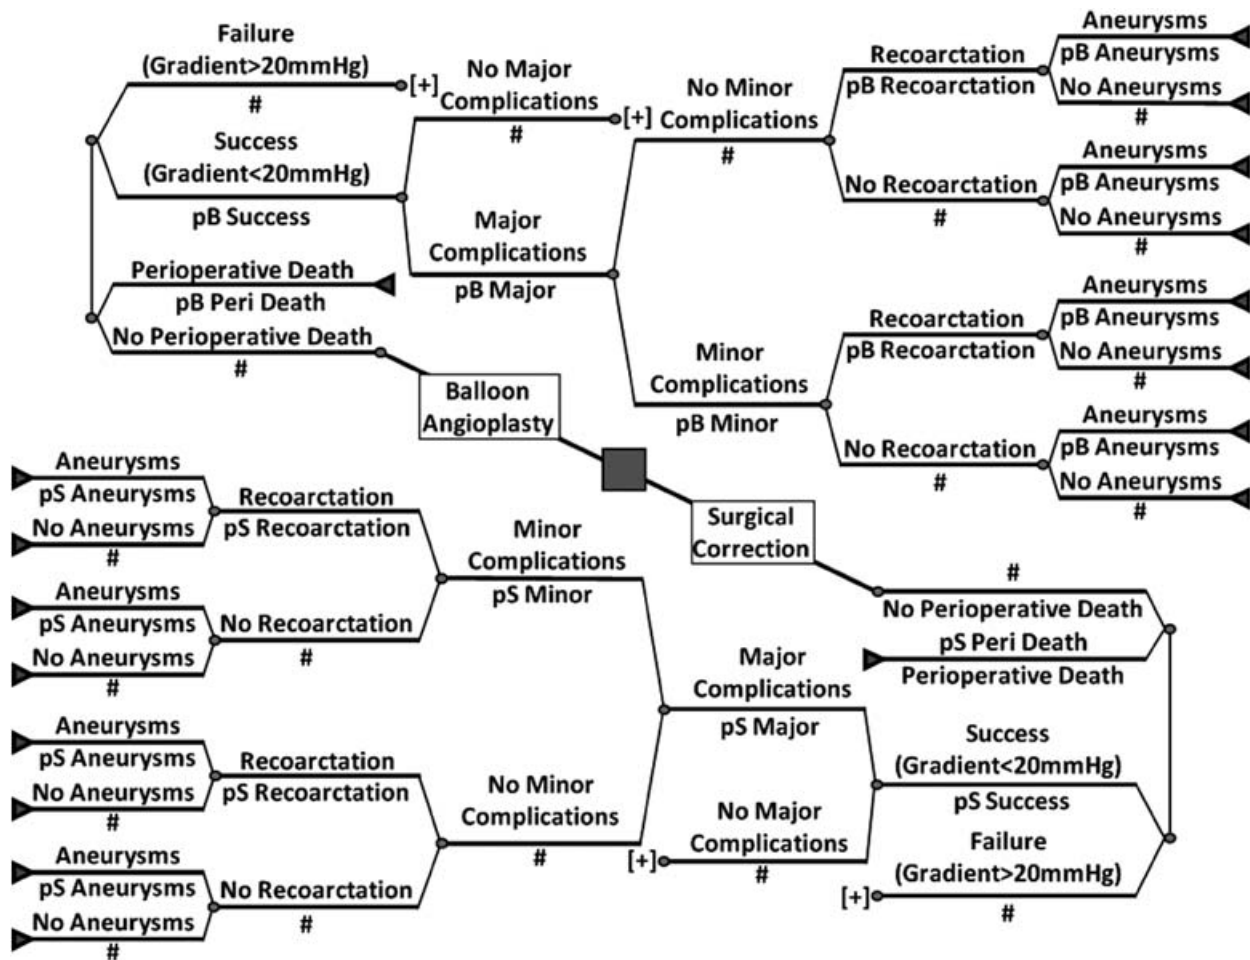 Failure
(Gradient>20mmHg)
#
[+]
Success
(Gradient<20mmHg)
pB Success
No Major
Complications
#
[+]
Major
Complications
pB Major
No Minor
Complications
#
Minor
Complications
pB Minor
Recoarctation
pB Recoarctation
No Recoarctation
#
Recoarctation
pB Recoarctation
No Recoarctation
#
Aneurysms
pB Aneurysms
No Aneurysms
#
Aneurysms
pB Aneurysms
No Aneurysms
#
Aneurysms
pB Aneurysms
No Aneurysms
#
Aneurysms
pB Aneurysms
No Aneurysms
#
Perioperative Death
pB Peri Death
No Perioperative Death
#
Balloon
Angioplasty
Surgical
Correction
#
No Perioperative Death
pS Peri Death
Perioperative Death
Success
(Gradient<20mmHg)
pS Success
Failure
(Gradient>20mmHg)
[+]
#
Major
Complications
pS Major
No Major
Complications
[+]
#
Minor
Complications
pS Minor
No Minor
Complications
#
Recoarctation
pS Recoarctation
No Recoarctation
#
Recoarctation
pS Recoarctation
No Recoarctation
#
Aneurysms
pS Aneurysms
No Aneurysms
#
Aneurysms
pS Aneurysms
No Aneurysms
#
Aneurysms
pS Aneurysms
No Aneurysms
#
Aneurysms
pS Aneurysms
No Aneurysms
#